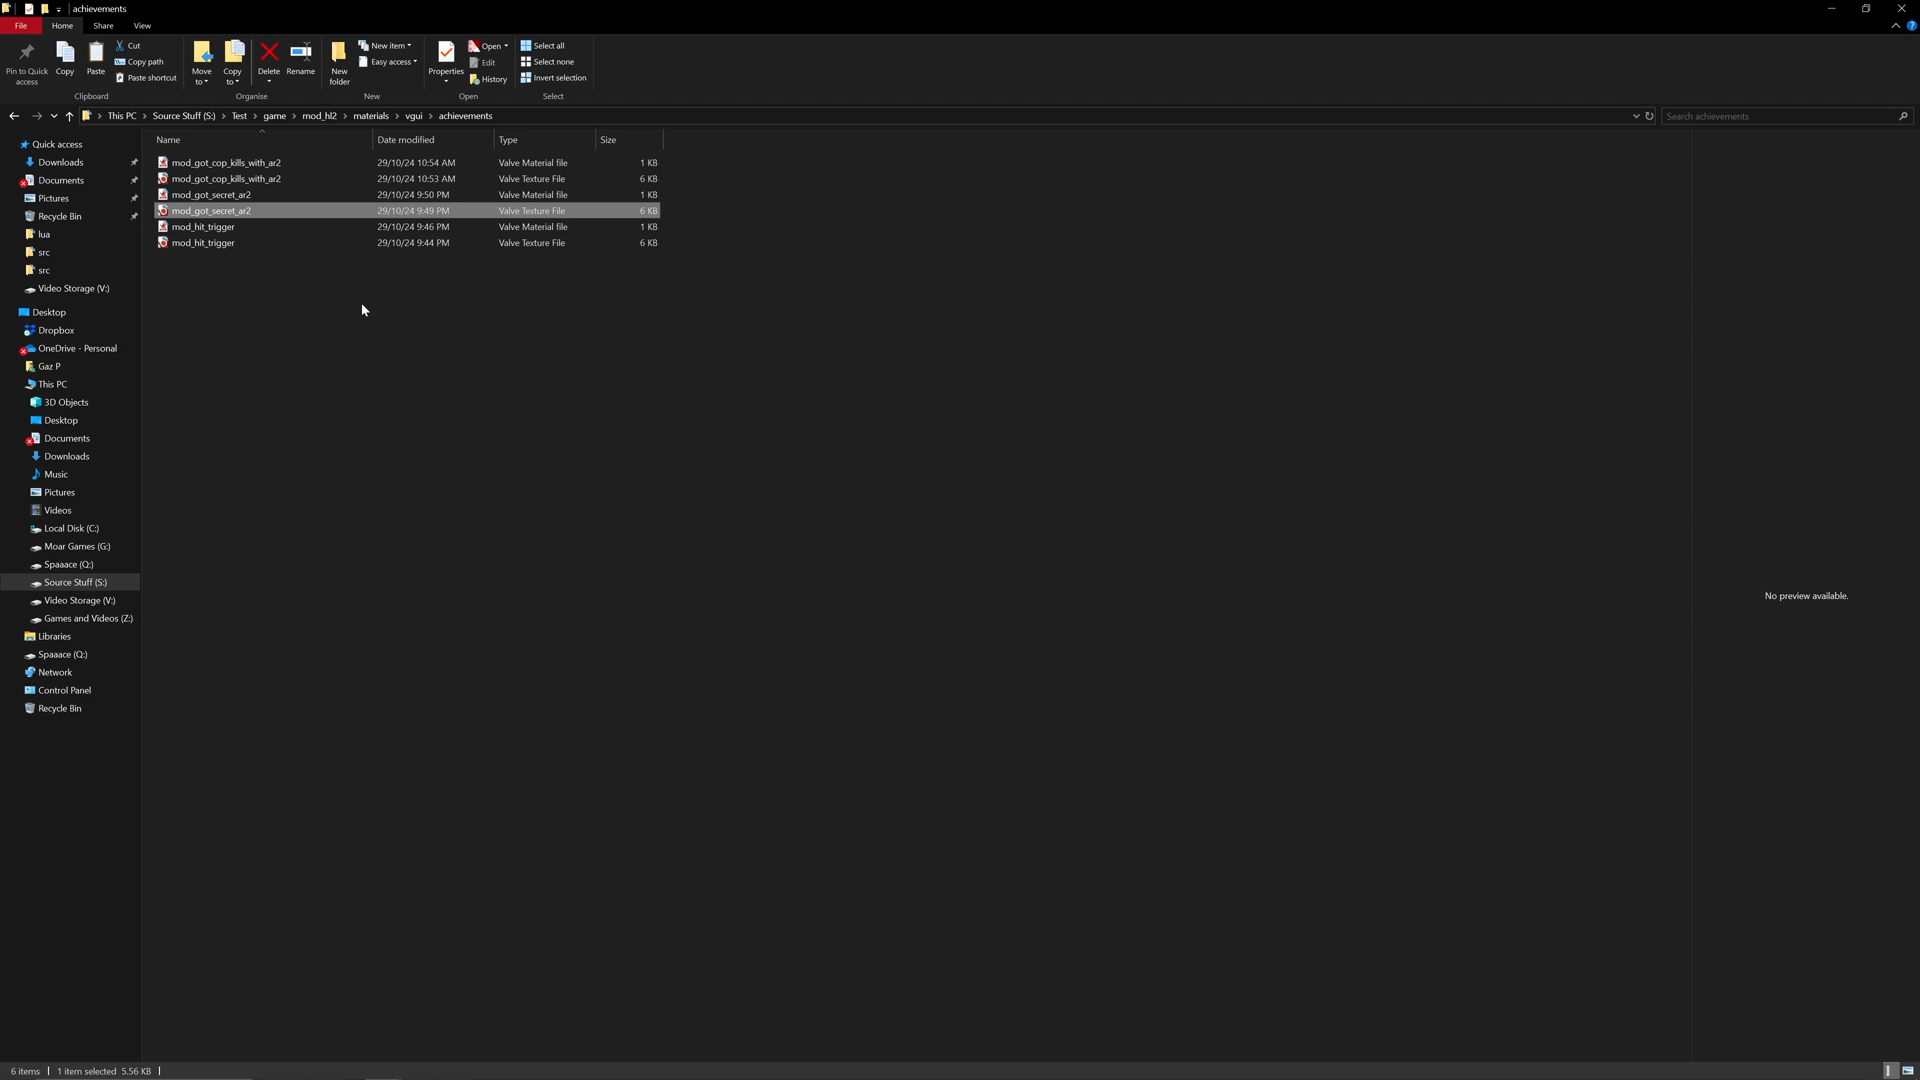 achievements
File Home Share View
Pin to Quick access
Copy
Paste
Cut
Copy path
Paste shortcut
Move to
Copy to
Delete
Rename
New folder
New item
Easy access
Properties
Open
Edit
History
Select all
Select none
Invert selection
Clipboard Organise New Open Select
This PC Source Stuff (S:) Test game mod_hl2 materials vgui achievements
Search achievements
Quick access
Downloads
Documents
Pictures
Recycle Bin
lua
src
src
Video Storage (V:)
Desktop
Dropbox
OneDrive - Personal
Gaz P
This PC
3D Objects
Desktop
Documents
Downloads
Music
Pictures
Videos
Local Disk (C:)
Moar Games (G:)
Spaaace (Q:)
Source Stuff (S:)
Video Storage (V:)
Games and Videos (Z:)
Libraries
Spaaace (Q:)
Network
Control Panel
Recycle Bin
Name Date modified Type Size
mod_got_cop_kills_with_ar2 29/10/24 10:54 AM Valve Material file 1 KB
mod_got_cop_kills_with_ar2 29/10/24 10:53 AM Valve Texture File 6 KB
mod_got_secret_ar2 29/10/24 9:50 PM Valve Material file 1 KB
mod_got_secret_ar2 29/10/24 9:49 PM Valve Texture File 6 KB
mod_hit_trigger 29/10/24 9:46 PM Valve Material file 1 KB
mod_hit_trigger 29/10/24 9:44 PM Valve Texture File 6 KB
No preview available.
6 items 1 item selected 5.56 KB